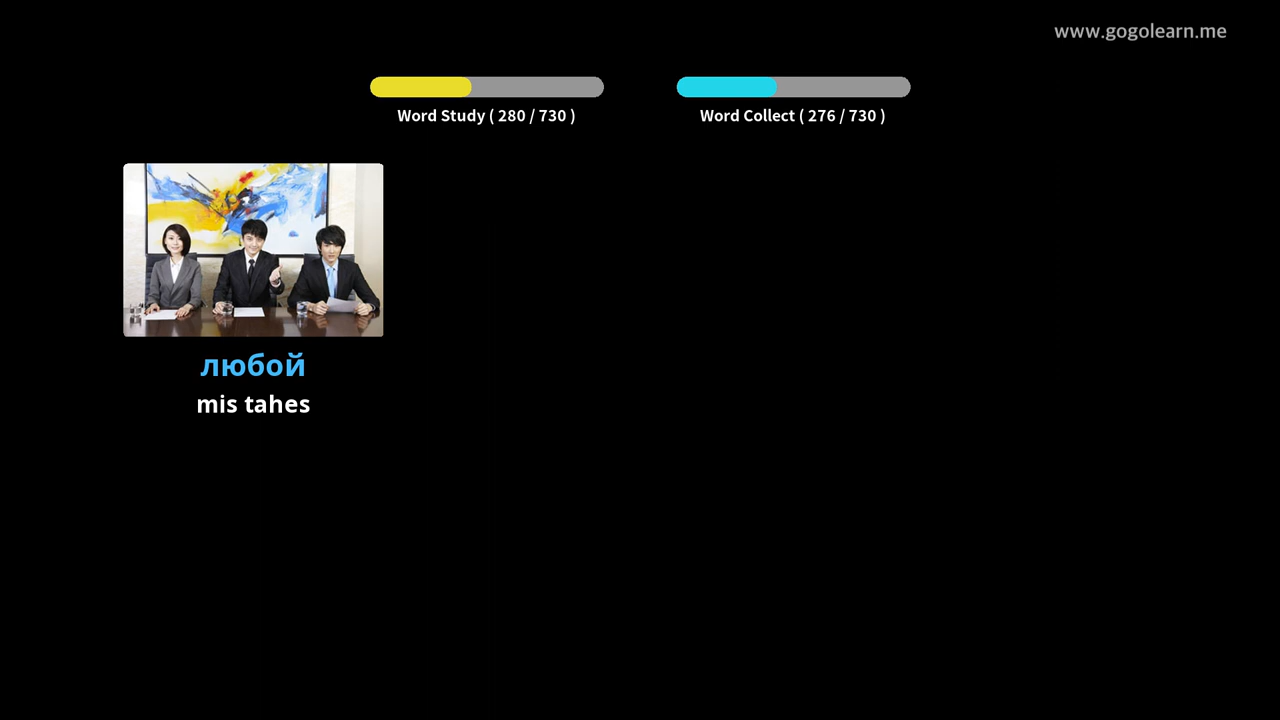 www.gogolearn.me
Word Study ( 280 / 730 )
Word Collect ( 276 / 730 )
любой
mis tahes